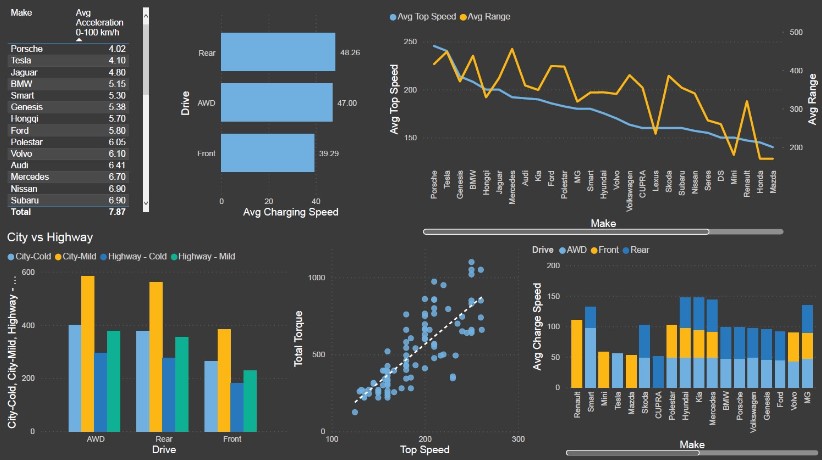 Make Avg Accelleration 0-100 km/h
Porsche 4.02
Tesla 4.10
Jaguar 4.80
BMW 5.15
Smart 5.30
Genesis 5.38
Hongqi 5.70
Ford 5.80
Polestar 6.05
Volvo 6.10
Audi 6.41
Mercedes 6.70
Nissan 6.90
Subaru 6.90
Total 7.87
Drive
Rear 48.26
AWD 47.00
Front 39.29
0 20 40
Avg Charging Speed
Avg Top Speed Avg Range
Avg Top Speed
250
200
150
500
400
300
200
Avg Range
Porsche
Tesla
Genesis
BMW
Hongqi
Jaguar
Mercedes
Audi
Kia
Ford
Polestar
MG
Smart
Hyundai
Volvo
Volkswagen
CUPRA
Lexus
Skoda
Subaru
Nissan
Seres
DS
Mini
Renault
Honda
Mazda
Make
City vs Highway
City-Cold City-Mild Highway - Cold Highway - Mild
City-Cold, City-Mild, Highway - ...
600
400
200
0
AWD Rear Front
Drive
Total Torque
1000
500
0
100 200 300
Top Speed
Drive AWD Front Rear
Avg Charge Speed
200
150
100
50
0
Renault
Smart
Mini
Tesla
Mazda
Skoda
CUPRA
Polestar
Hyundai
Kia
Mercedes
BMW
Porsche
Volkswagen
Genesis
Ford
Volvo
MG
Make